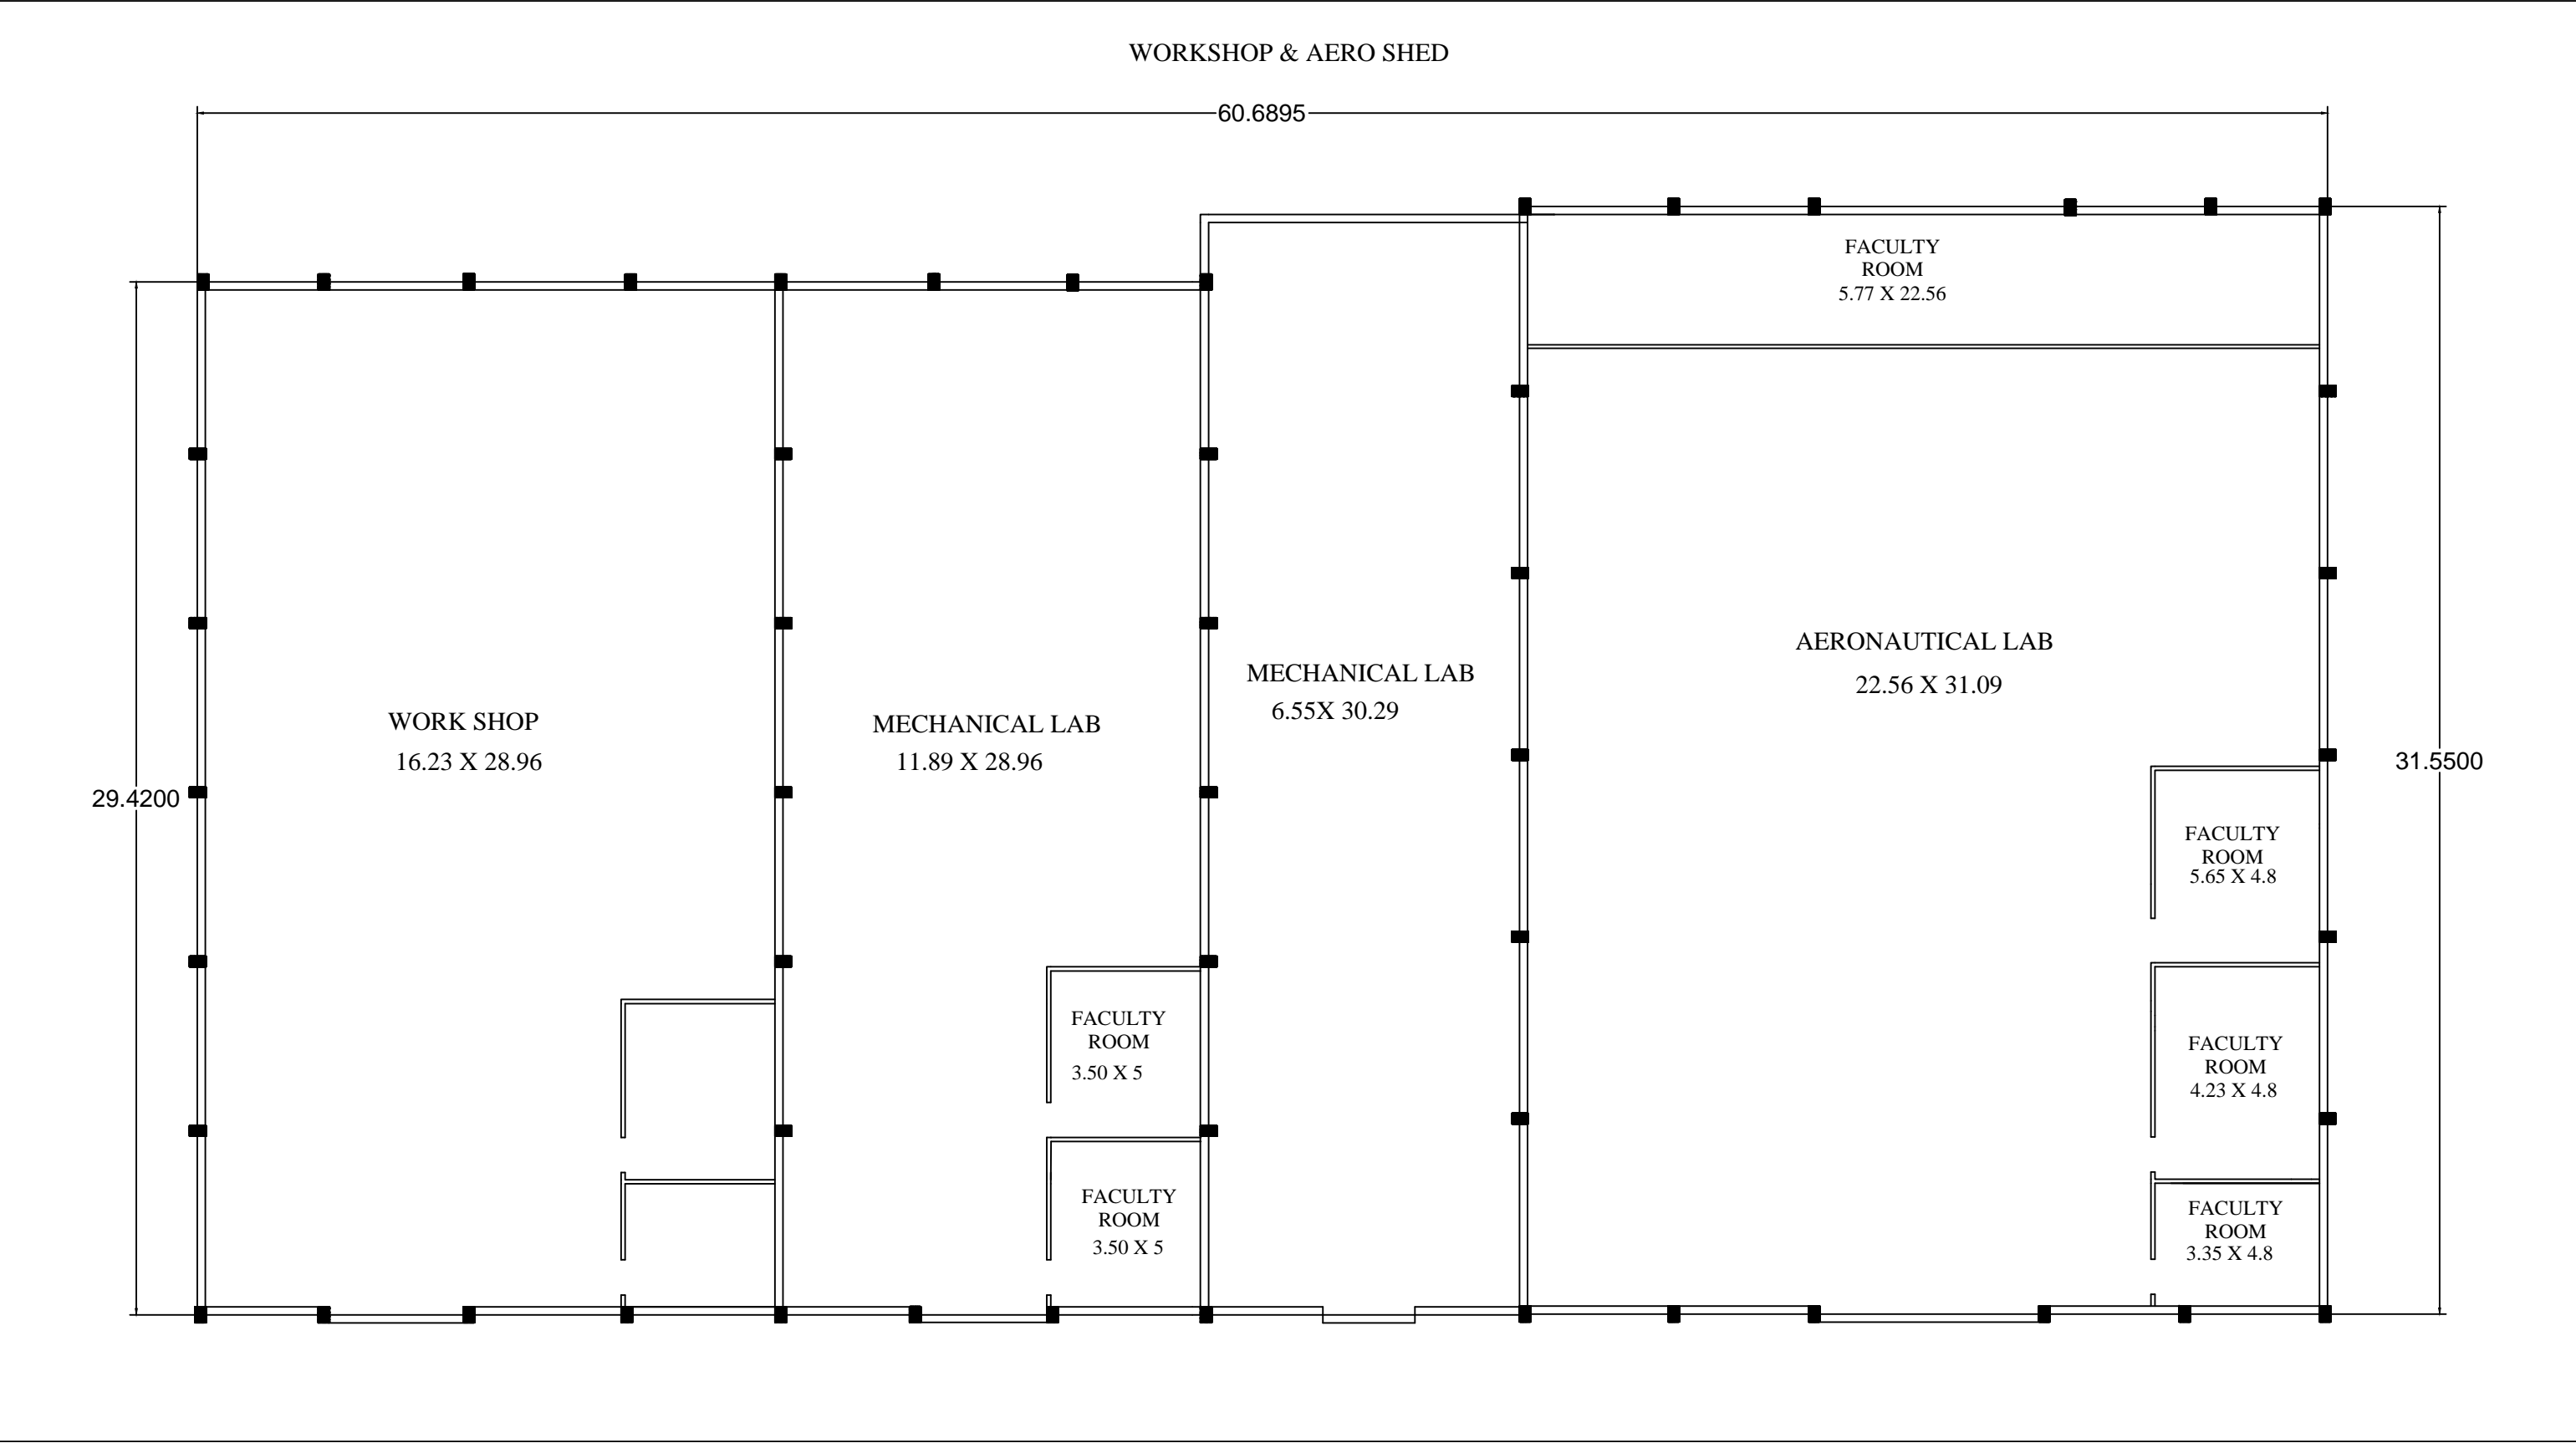 WORKSHOP & AERO SHED
60.6895
FACULTY
ROOM
5.77 X 22.56
AERONAUTICAL LAB
22.56 X 31.09
MECHANICAL LAB
6.55X 30.29
WORK SHOP
16.23 X 28.96
MECHANICAL LAB
11.89 X 28.96
29.4200
31.5500
FACULTY
ROOM
5.65 X 4.8
FACULTY
ROOM
3.50 X 5
FACULTY
ROOM
4.23 X 4.8
FACULTY
ROOM
3.50 X 5
FACULTY
ROOM
3.35 X 4.8